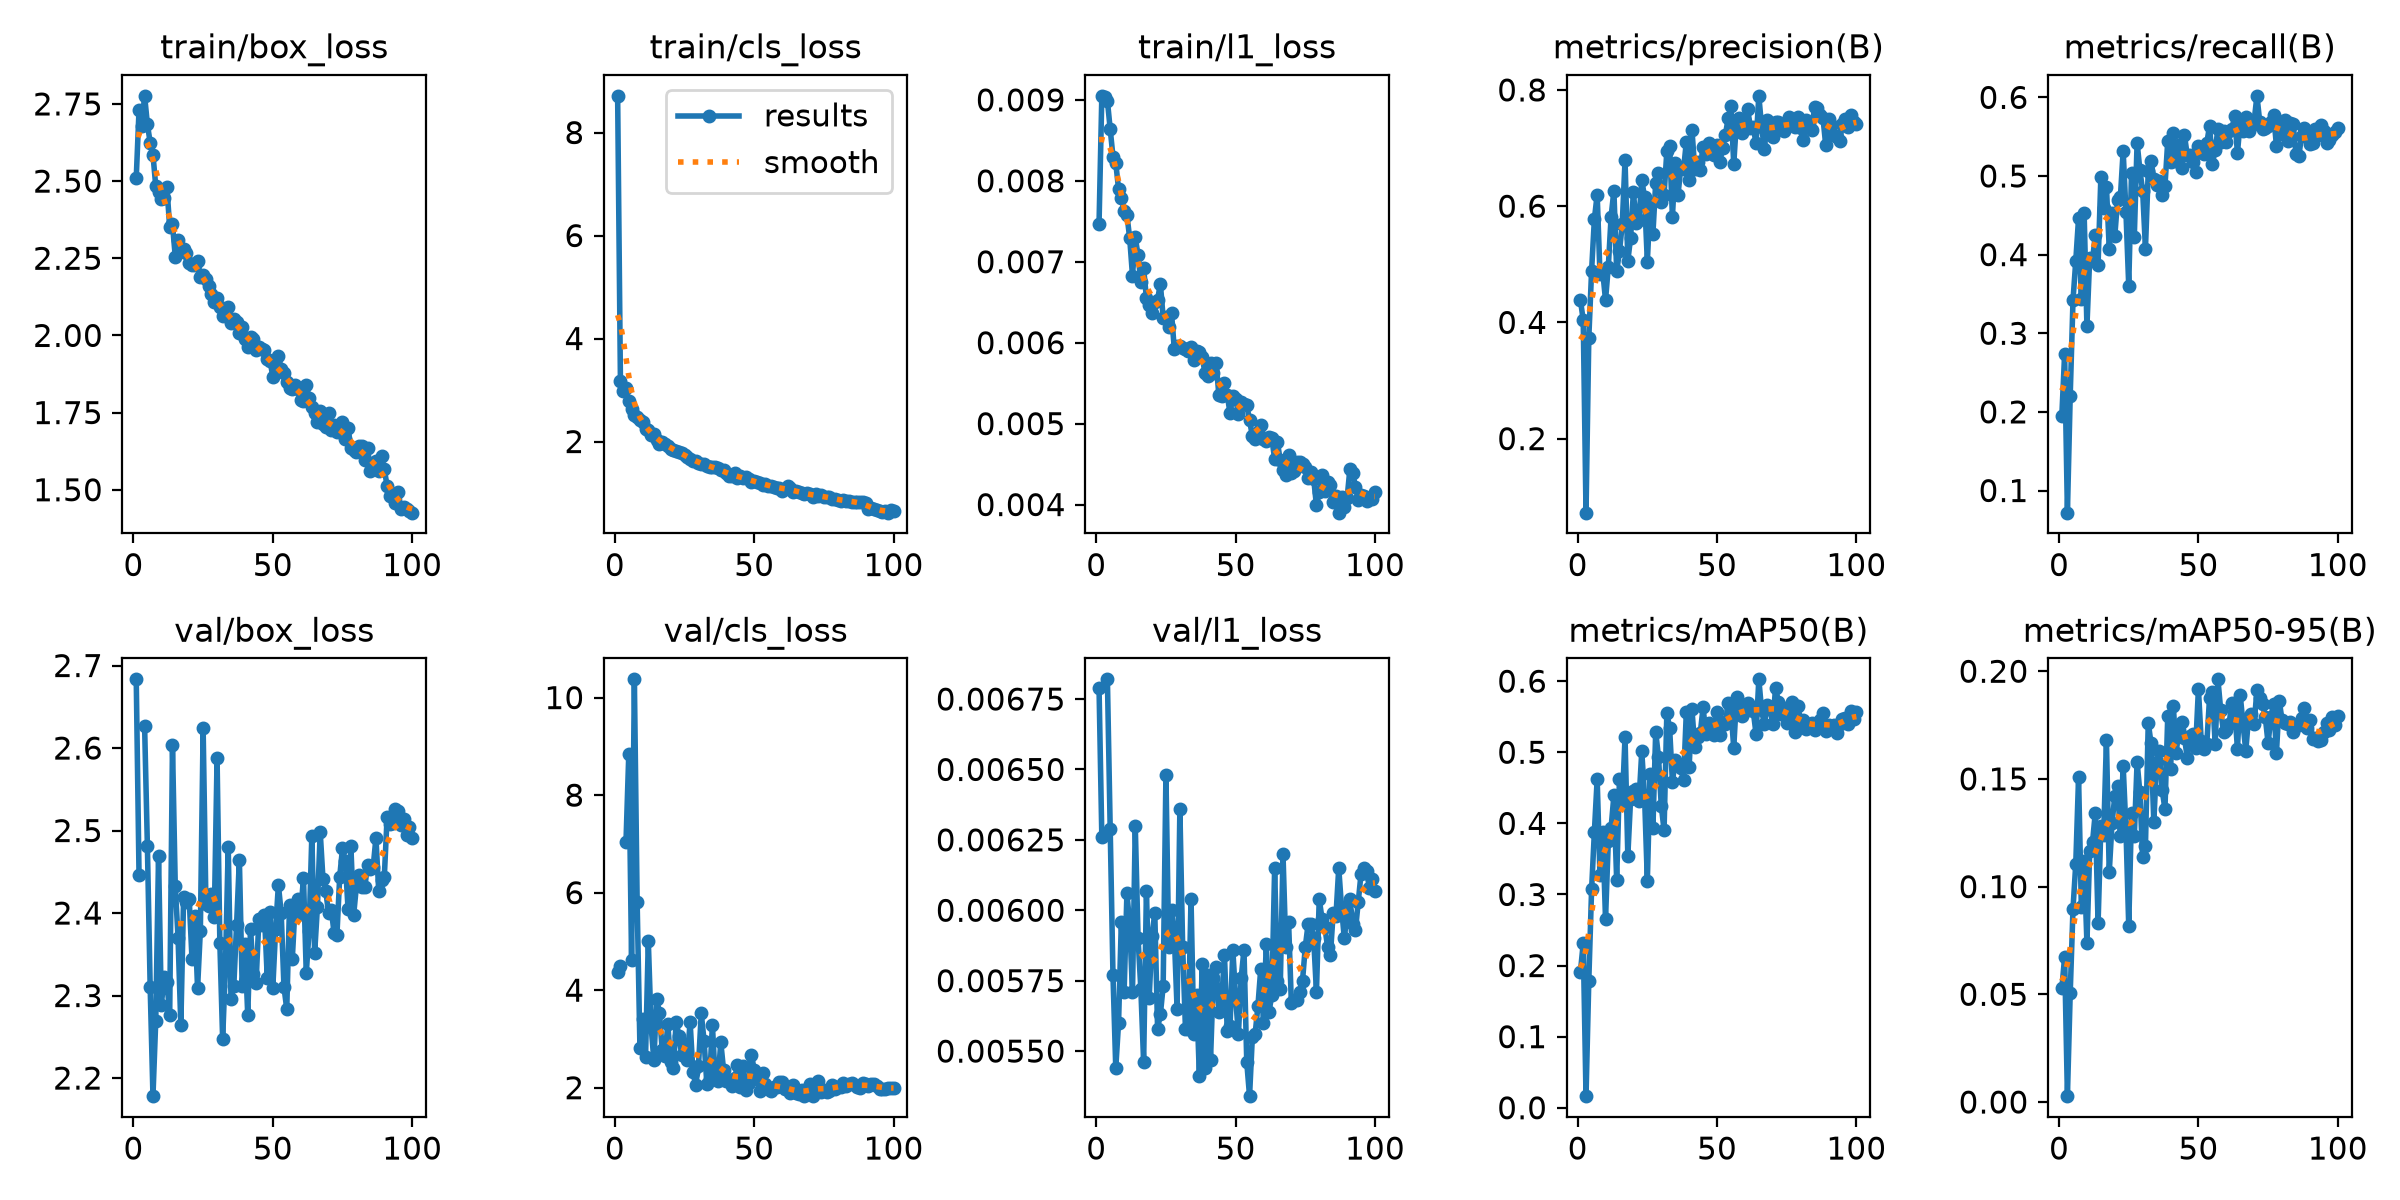 train/box_loss
2.75
2.50
2.25
2.00
1.75
1.50
0 50 100
train/cls_loss
results
smooth
8
6
4
2
0 50 100
train/l1_loss
0.009
0.008
0.007
0.006
0.005
0.004
0 50 100
metrics/precision(B)
0.8
0.6
0.4
0.2
0 50 100
metrics/recall(B)
0.6
0.5
0.4
0.3
0.2
0.1
0 50 100
val/box_loss
2.7
2.6
2.5
2.4
2.3
2.2
0 50 100
val/cls_loss
10
8
6
4
2
0 50 100
val/l1_loss
0.00675
0.00650
0.00625
0.00600
0.00575
0.00550
0 50 100
metrics/mAP50(B)
0.6
0.5
0.4
0.3
0.2
0.1
0.0
0 50 100
metrics/mAP50-95(B)
0.20
0.15
0.10
0.05
0.00
0 50 100